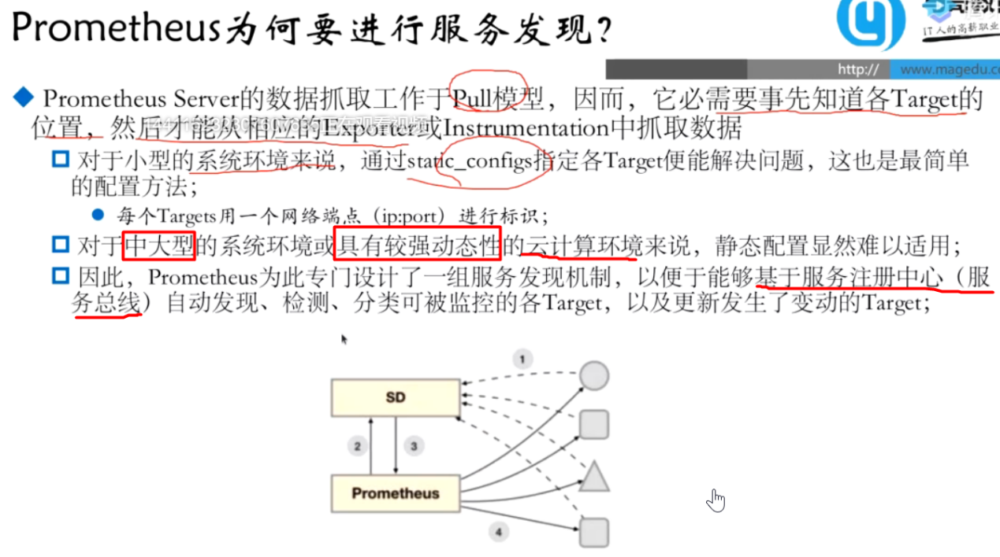 Prometheus为何要进行服务发现?
IT人的高薪职业
http:// www.magedu.co
Prometheus Server的数据抓取工作于Pull模型，因而，它必需要事先知道各Target的
位置，然后才能从相应的Exporter或Instrumentation中抓取数据
正在观看视频
对于小型的系统环境来说，通过static_configs指定各Target便能解决问题，这也是最简单
的配置方法；
每个Targets用一个网络端点（ip:port）进行标识；
对于中大型的系统环境或具有较强动态性的云计算环境来说，静态配置显然难以适用；
因此，Prometheus为此专门设计了一组服务发现机制，以便于能够基于服务注册中心（服
务总线）自动发现、检测、分类可被监控的各Target，以及更新发生了变动的Target；
1
SD
2 3
Prometheus
4